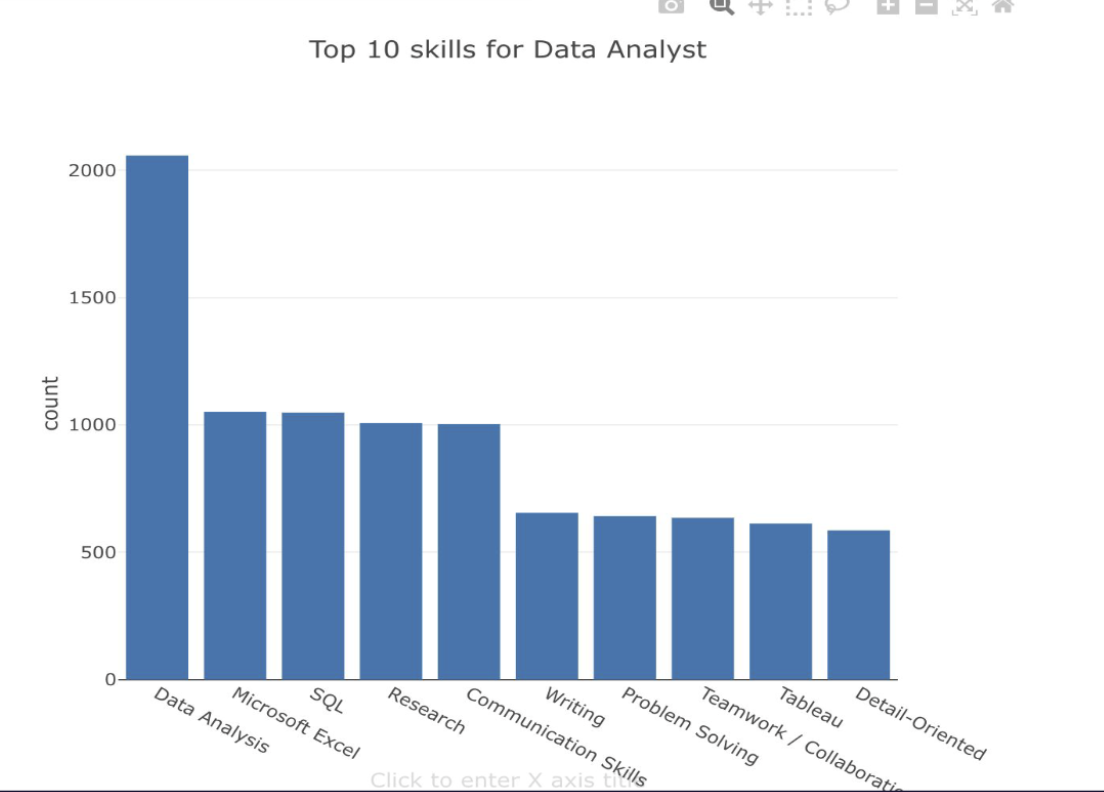 Top 10 skills for Data Analyst
2000
1500
1000
500
0
count
Data Analysis
Microsoft Excel
SQL
Research
Communication Skills
Writing
Problem Solving
Teamwork / Collaborati
Tableau
Detail-Oriented
Click to enter X axis title